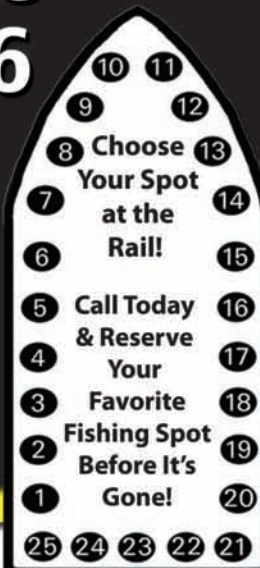 6
10 11
9 12
8 Choose 13
Your Spot
7 at the 14
Rail!
6 15
5 Call Today 16
& Reserve
4 Your 17
3 Favorite 18
2 Fishing Spot 19
Before It's
1 Gone! 20
25 24 23 22 21